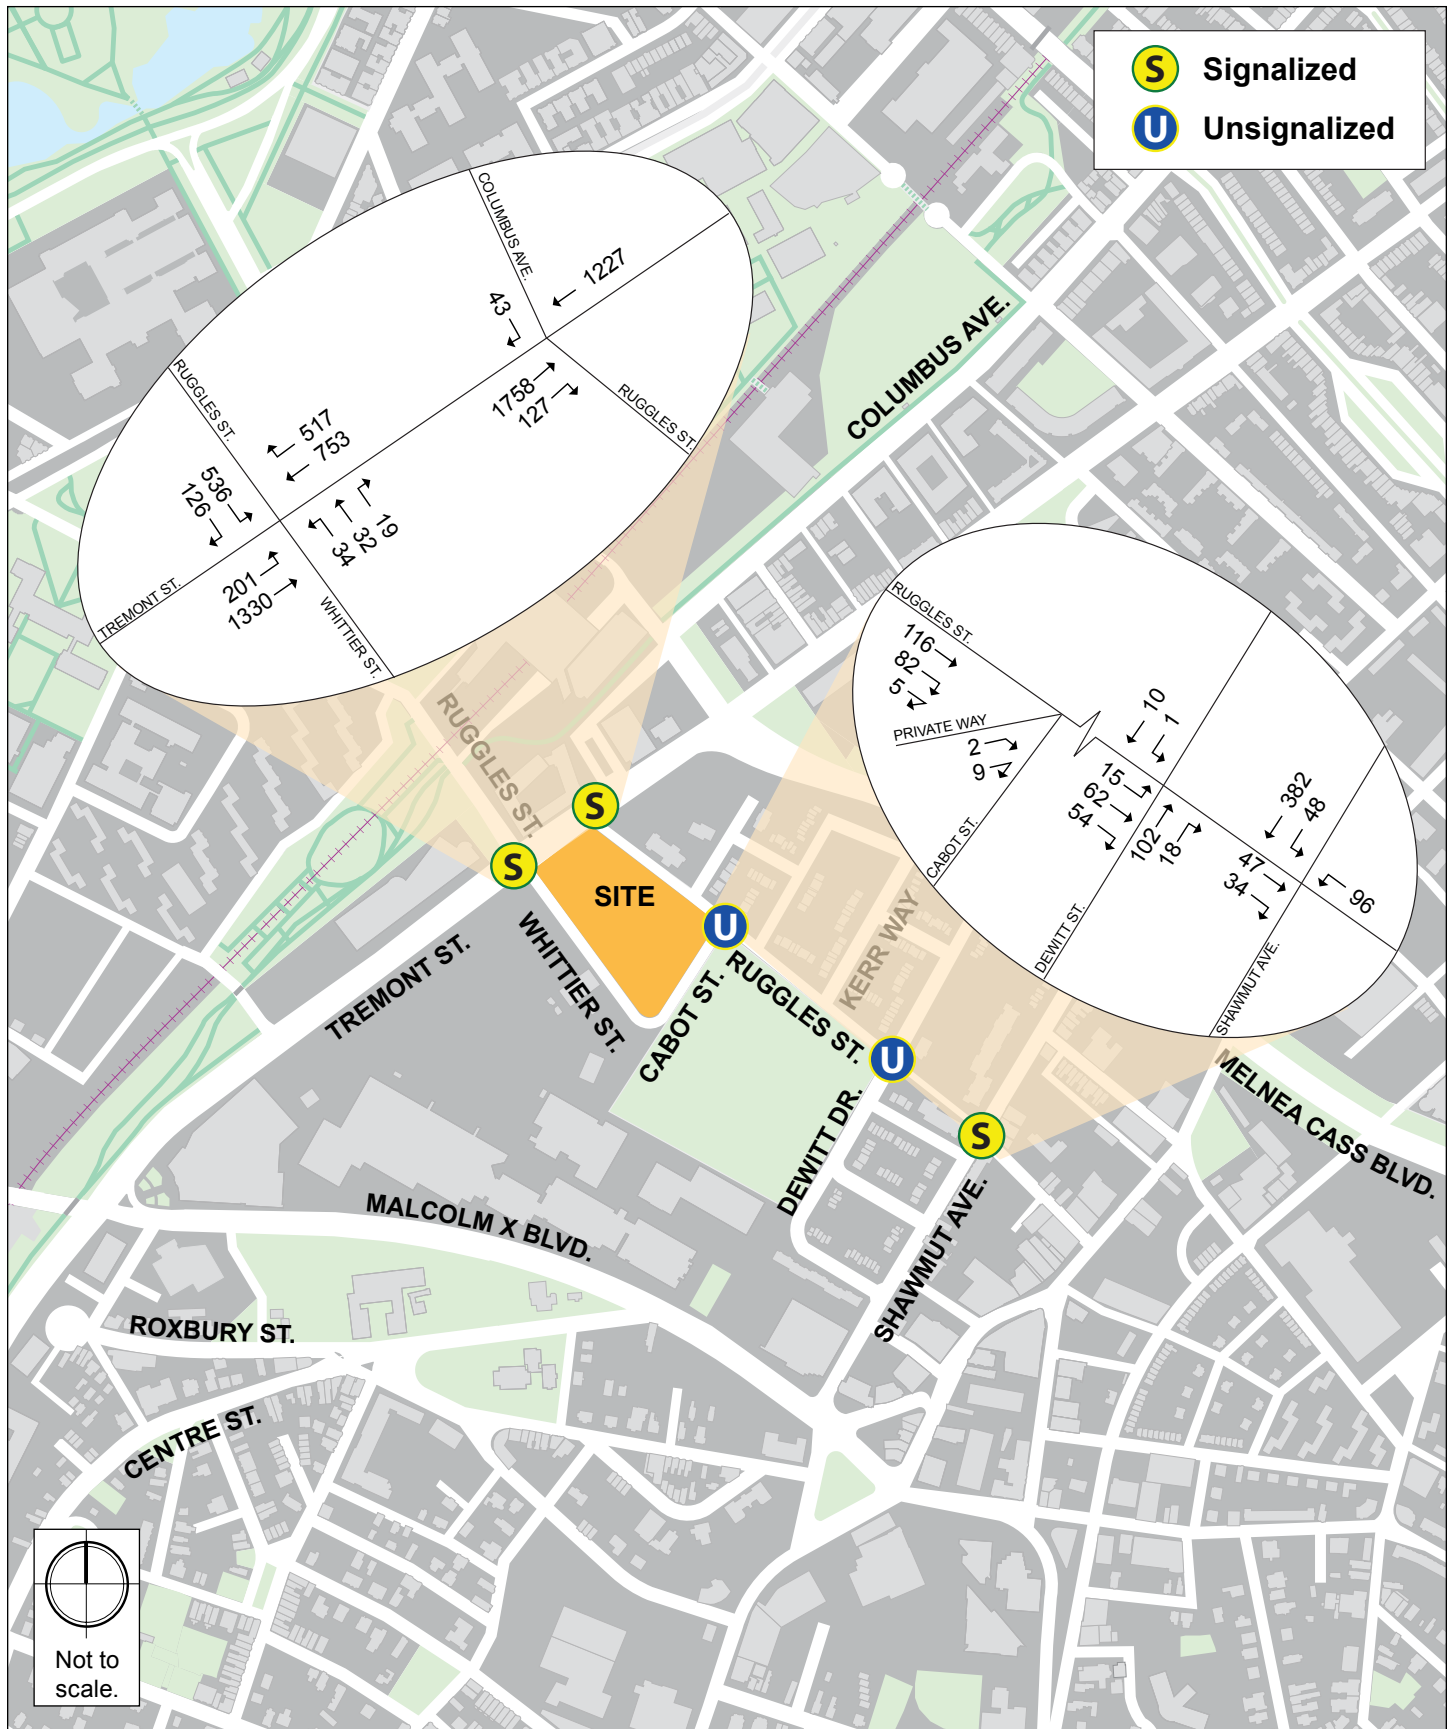 S Signalized
U Unsignalized
COLUMBUS AVE.
1227
43
RUGGLES ST.
1758
127
RUGGLES ST.
517
753
536
126
19
32
34
201
1330
TREMONT ST.
WHITTIER ST.
COLUMBUS AVE.
RUGGLES ST.
116
82
5
PRIVATE WAY
2
9
10
1
15
62
54
382
48
102
18
47
34
96
CABOT ST.
DEWITT ST.
SHAWMUT AVE.
RUGGLES ST.
S
S
SITE
U
KERR WAY
WHITTIER ST.
TREMONT ST.
CABOT ST.
RUGGLES ST.
U
DEWITT DR.
S
MELNEA CASS BLVD.
SHAWMUT AVE.
MALCOLM X BLVD.
ROXBURY ST.
CENTRE ST.
Not to
scale.